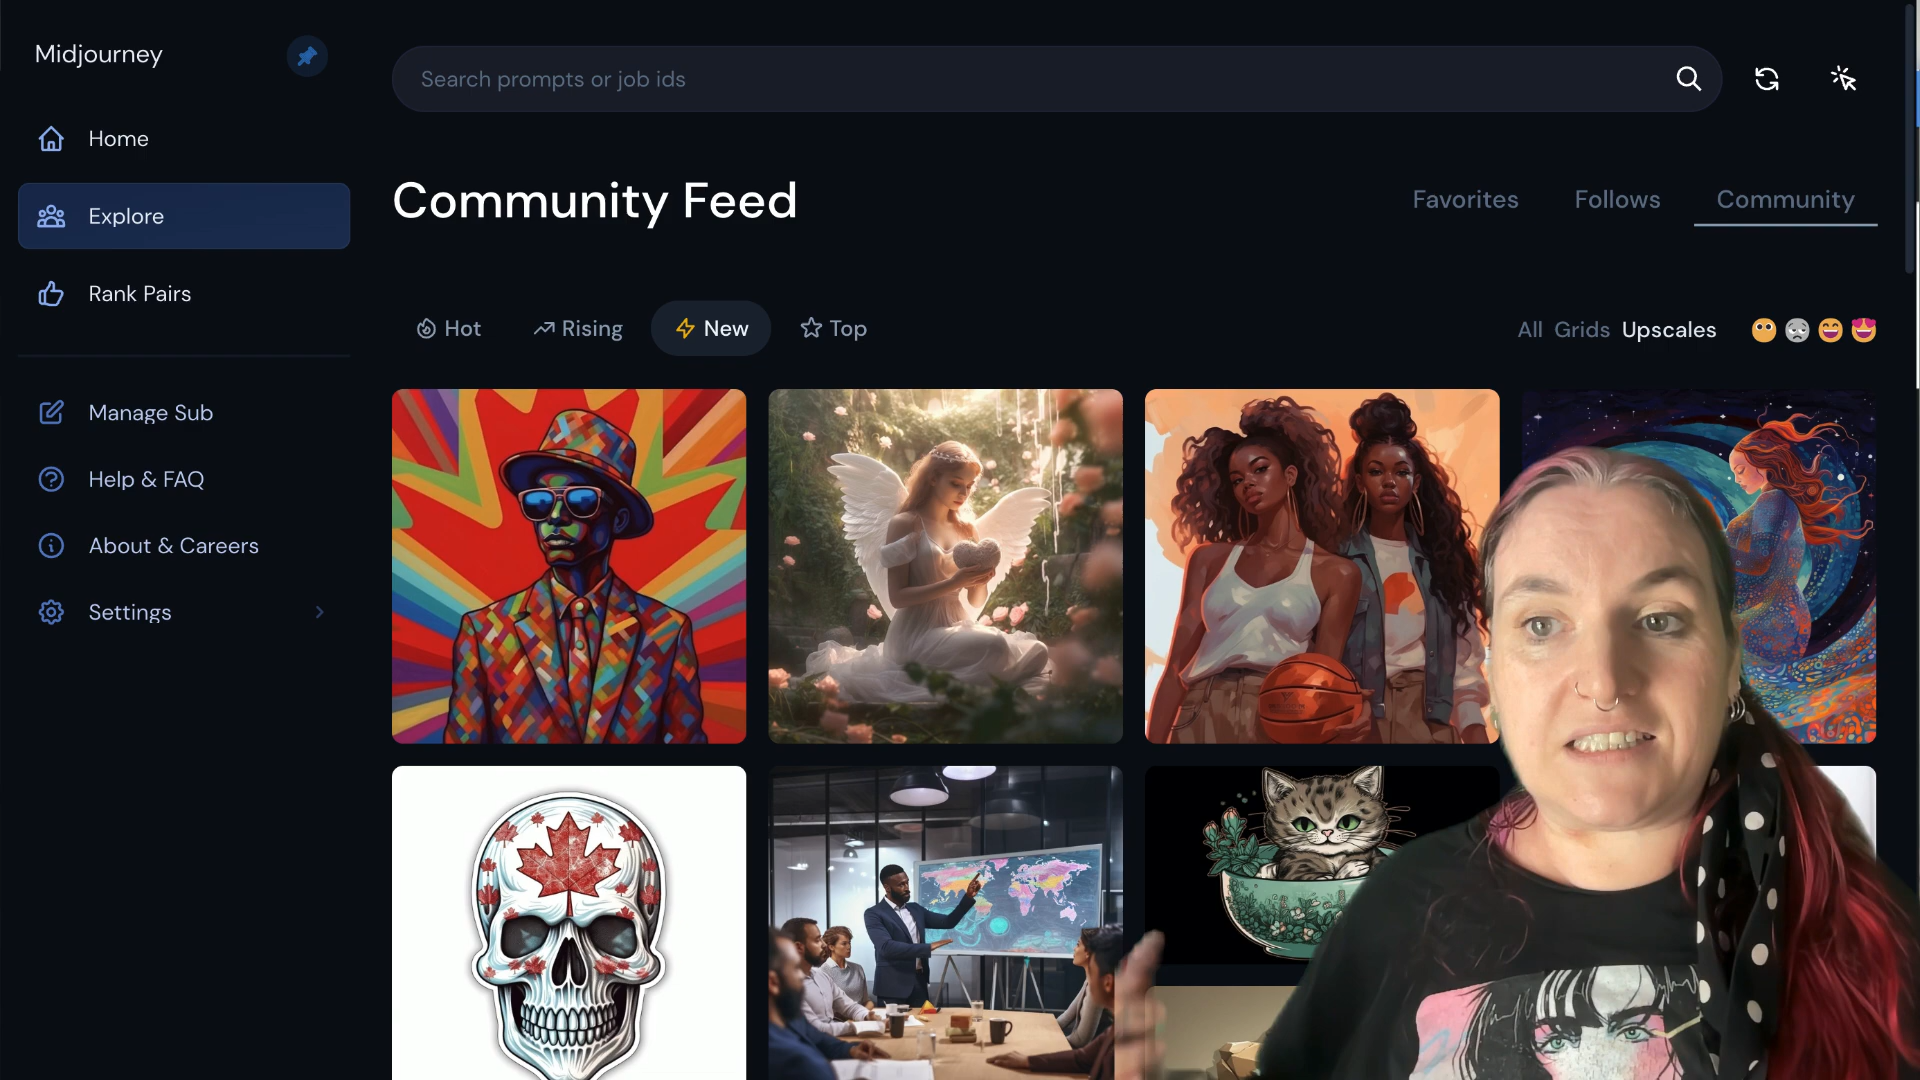 Midjourney
Search prompts or job ids
Home
Explore
Rank Pairs
Manage Sub
Help & FAQ
About & Careers
Settings
Community Feed
Favorites
Follows
Community
Hot
Rising
New
Top
All Grids Upscales